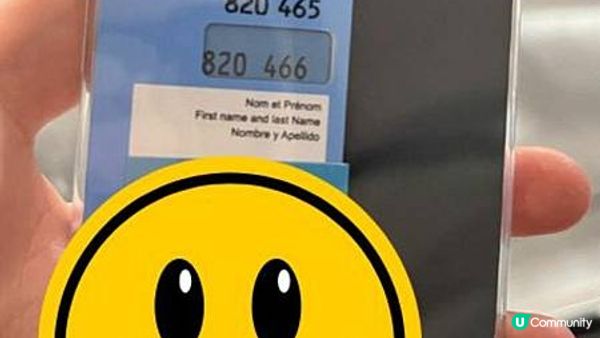 820 465
820 466
Nom et Prénom
First name and last Name
Nombre y Apellido
U Community